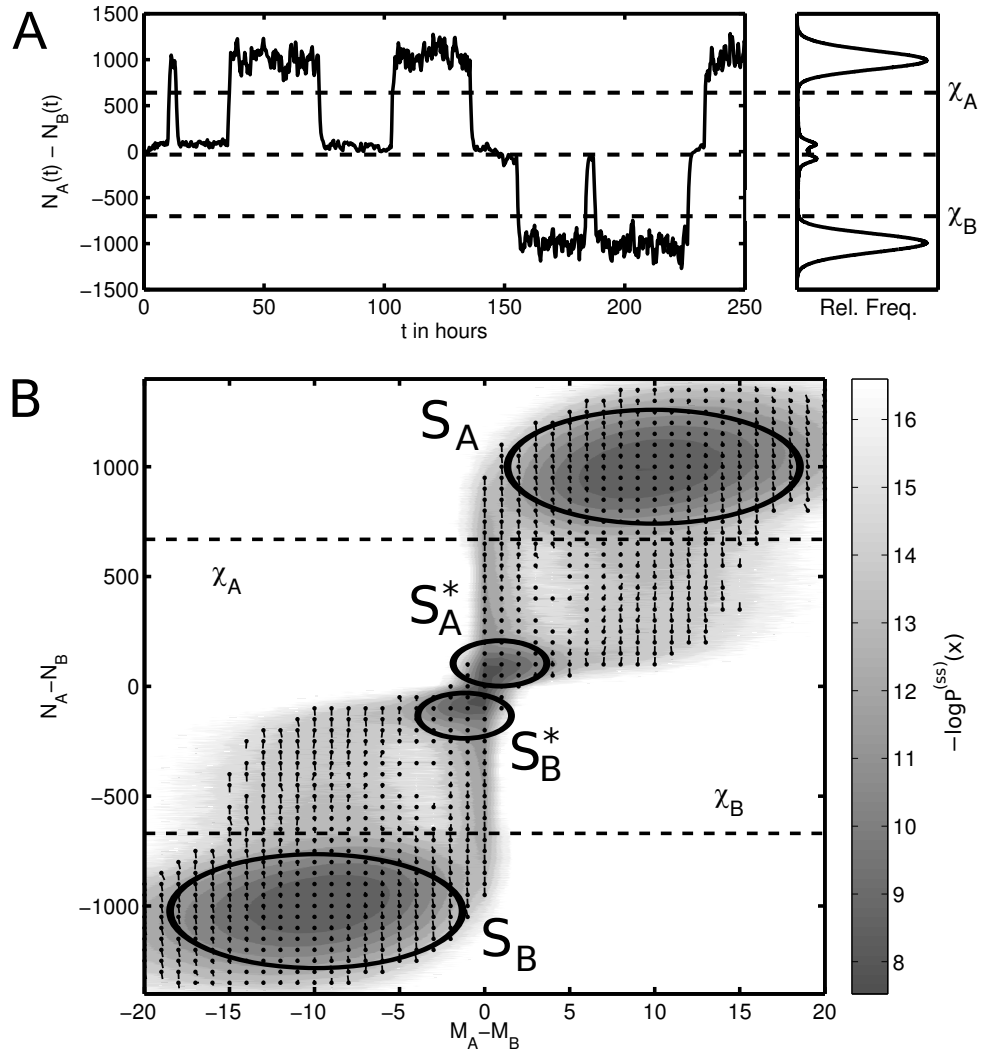 A
N_A(t) − N_B(t)
1500
1000
500
0
−500
−1000
−1500
0
50
100
150
200
250
t in hours
χ_A
χ_B
Rel. Freq.
B
N_A−N_B
1000
500
0
−500
−1000
S_A
χ_A
S_A^*
S_B^*
χ_B
S_B
−20
−15
−10
−5
0
5
10
15
20
M_A−M_B
16
15
14
13
12
11
10
9
8
−logP^(ss)(x)